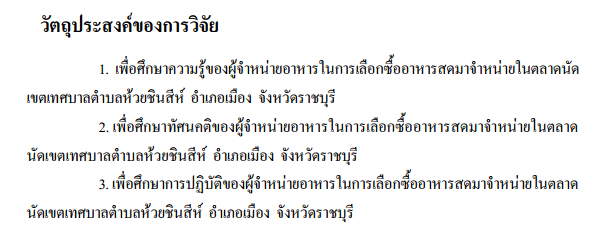 วัตถุประสงค์ของการวิจัย
1. เพื่อศึกษาความรู้ของผู้จำหน่ายอาหารในการเลือกซื้ออาหารสดมาจำหน่ายในตลาดนัด
เขตเทศบาลตำบลห้วยชินสีห์ อำเภอเมือง จังหวัดราชบุรี
2. เพื่อศึกษาทัศนคติของผู้จำหน่ายอาหารในการเลือกซื้ออาหารสดมาจำหน่ายในตลาด
นัดเขตเทศบาลตำบลห้วยชินสีห์ อำเภอเมือง จังหวัดราชบุรี
3. เพื่อศึกษาการปฏิบัติของผู้จำหน่ายอาหารในการเลือกซื้ออาหารสดมาจำหน่ายในตลาด
นัดเขตเทศบาลตำบลห้วยชินสีห์ อำเภอเมือง จังหวัดราชบุรี